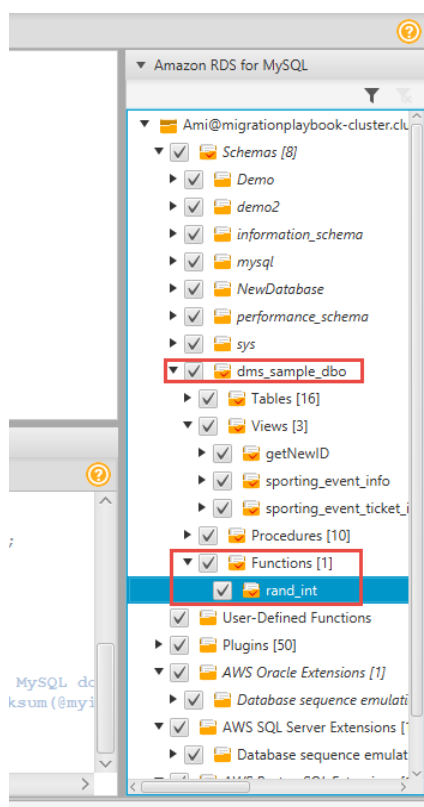 Amazon RDS for MySQL
Ami@migrationplaybook-cluster.clu
Schemas [8]
Demo
demo2
information_schema
mysql
NewDatabase
performance_schema
sys
dms_sample_dbo
Tables [16]
Views [3]
getNewID
sporting_event_info
sporting_event_ticket_i
Procedures [10]
Functions [1]
rand_int
User-Defined Functions
Plugins [50]
AWS Oracle Extensions [1]
Database sequence emulati
AWS SQL Server Extensions [
Database sequence emulat
;
MySQL do
ksum(@myi